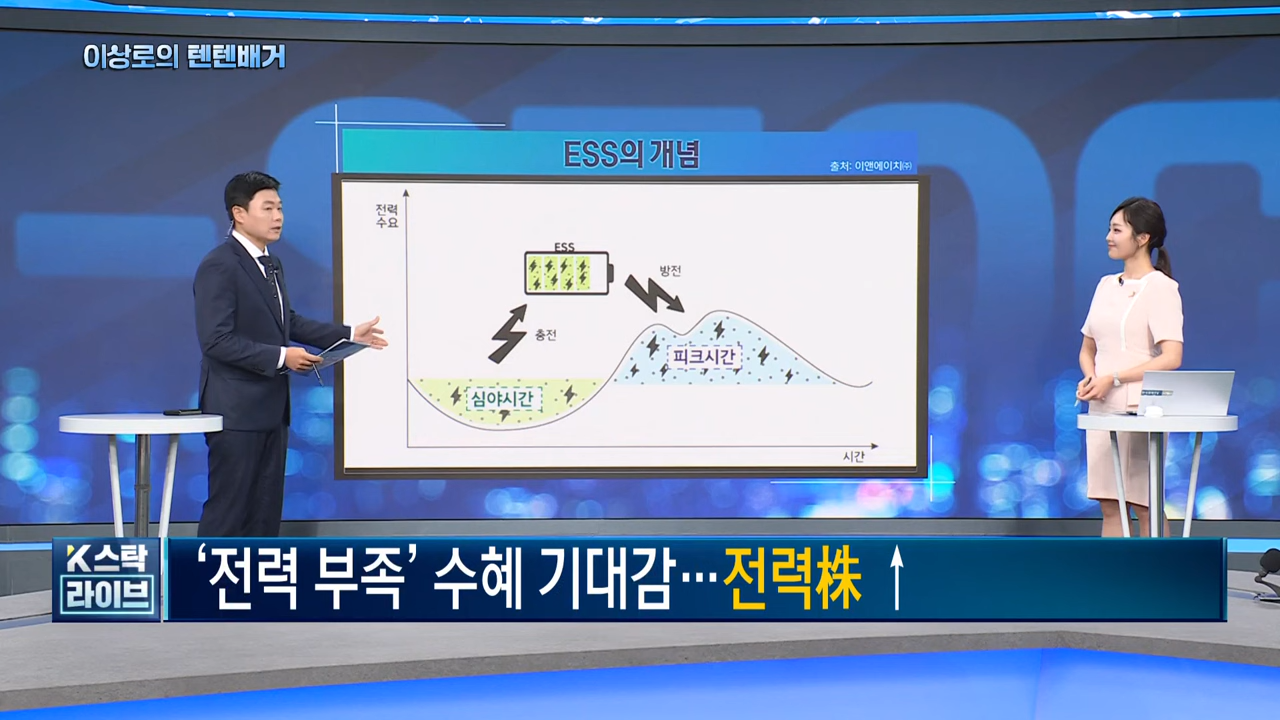 이상로의 텐텐배거
ESS의 개념
출처: 이앤에이치㈜
전력
수요
ESS
방전
충전
피크시간
심야시간
시간
K스탁
라이브
‘전력 부족’ 수혜 기대감…전력株 ↑